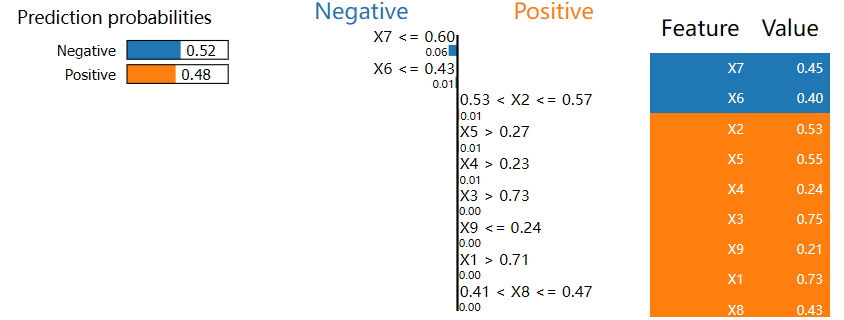 Prediction probabilities
Negative 0.52
Positive 0.48
Negative Positive
X7 <= 0.60
0.06
X6 <= 0.43
0.01
0.53 < X2 <= 0.57
0.01
X5 > 0.27
0.01
X4 > 0.23
0.01
X3 > 0.73
0.00
X9 <= 0.24
0.00
X1 > 0.71
0.00
0.41 < X8 <= 0.47
0.00
Feature Value
X7 0.45
X6 0.40
X2 0.53
X5 0.55
X4 0.24
X3 0.75
X9 0.21
X1 0.73
X8 0.43